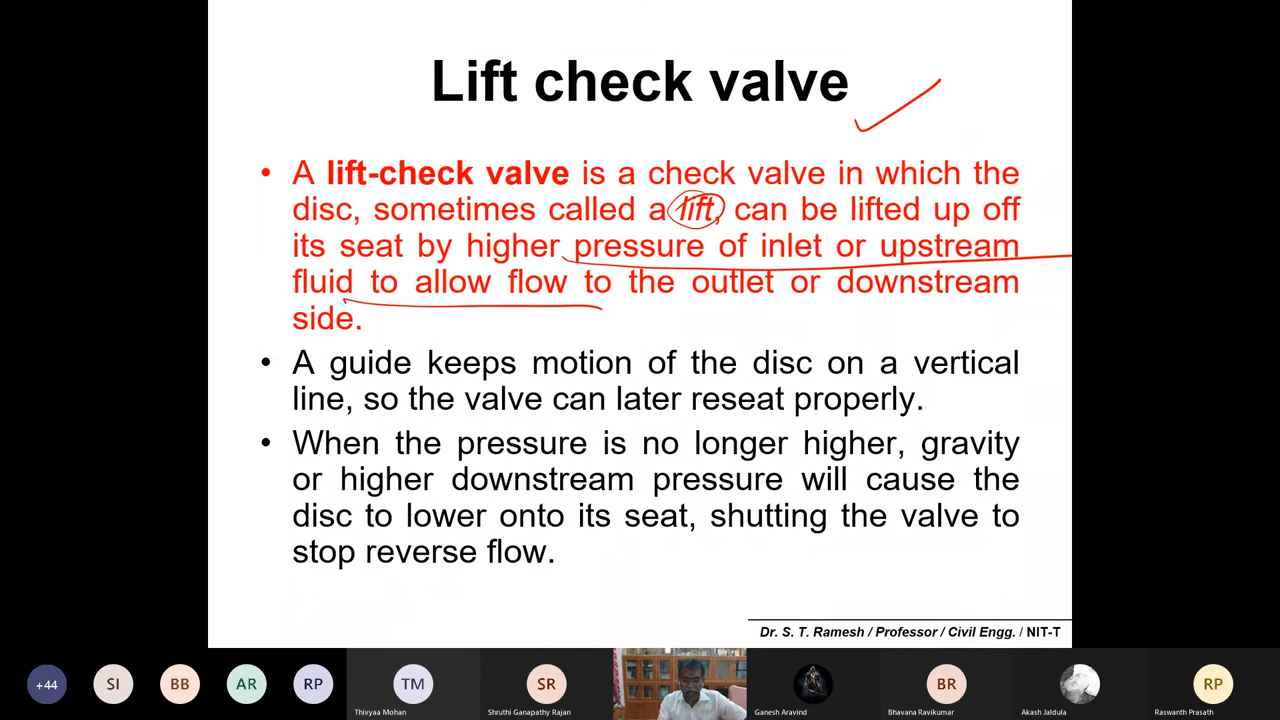 Lift check valve
• A lift-check valve is a check valve in which the
disc, sometimes called a lift, can be lifted up off
its seat by higher pressure of inlet or upstream
fluid to allow flow to the outlet or downstream
side.
• A guide keeps motion of the disc on a vertical
line, so the valve can later reseat properly.
• When the pressure is no longer higher, gravity
or higher downstream pressure will cause the
disc to lower onto its seat, shutting the valve to
stop reverse flow.
Dr. S. T. Ramesh / Professor / Civil Engg. / NIT-T
+44 SI BB AR RP TM SR BR RP
Thivyaa Mohan Shruthi Ganapathy Rajan Ganesh Aravind Bhavana Ravikumar Akash Jaldula Raswanth Prasath